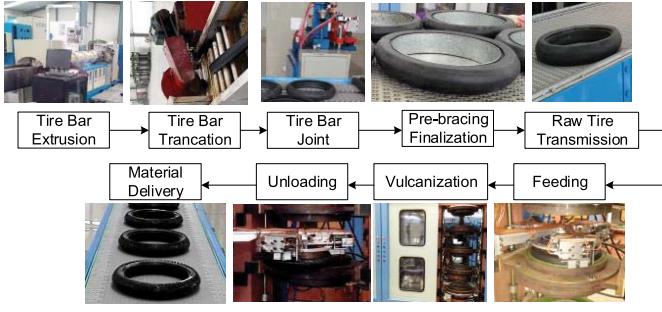 Tire Bar
Extrusion
Tire Bar
Trancation
Tire Bar
Joint
Pre-bracing
Finalization
Raw Tire
Transmission
Material
Delivery
Unloading
Vulcanization
Feeding